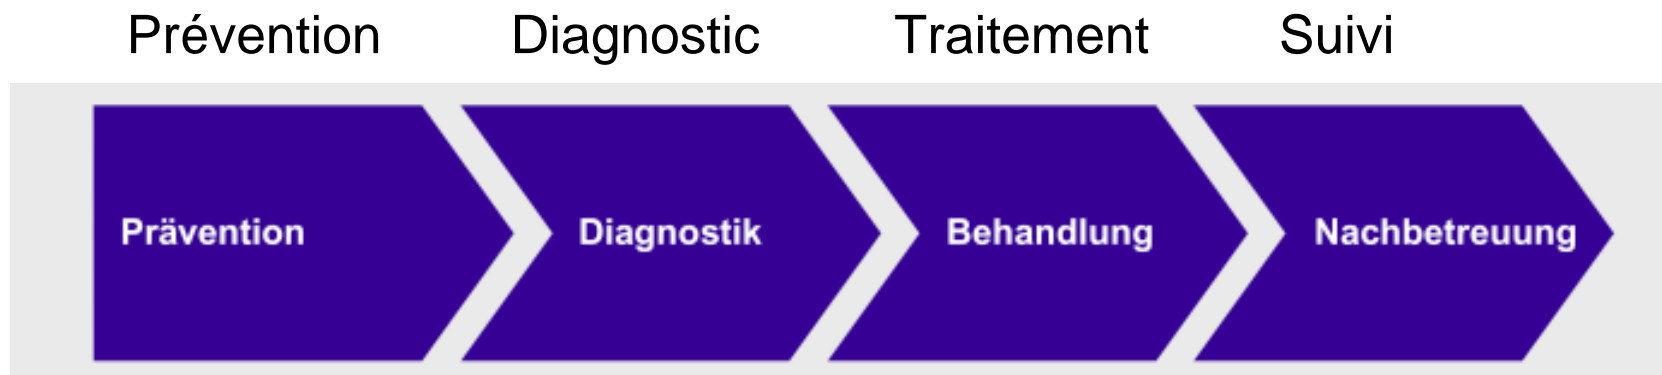 Prévention Diagnostic Traitement Suivi
Prävention Diagnostik Behandlung Nachbetreuung